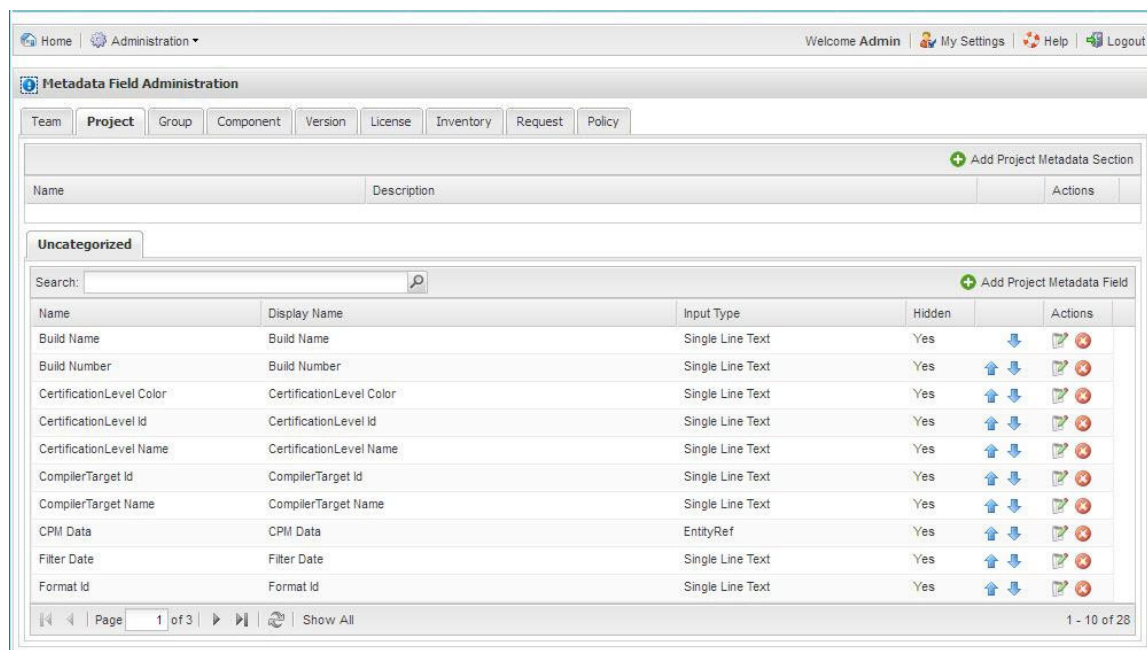 Home Administration Welcome Admin My Settings Help Logout
Metadata Field Administration
Team Project Group Component Version License Inventory Request Policy
Add Project Metadata Section
Name Description Actions
Uncategorized
Search: Add Project Metadata Field
Name Display Name Input Type Hidden Actions
Build Name Build Name Single Line Text Yes
Build Number Build Number Single Line Text Yes
CertificationLevel Color CertificationLevel Color Single Line Text Yes
CertificationLevel Id CertificationLevel Id Single Line Text Yes
CertificationLevel Name CertificationLevel Name Single Line Text Yes
CompilerTarget Id CompilerTarget Id Single Line Text Yes
CompilerTarget Name CompilerTarget Name Single Line Text Yes
CPM Data CPM Data EntityRef Yes
Filter Date Filter Date Single Line Text Yes
Format Id Format Id Single Line Text Yes
Page 1 of 3 Show All 1 - 10 of 28